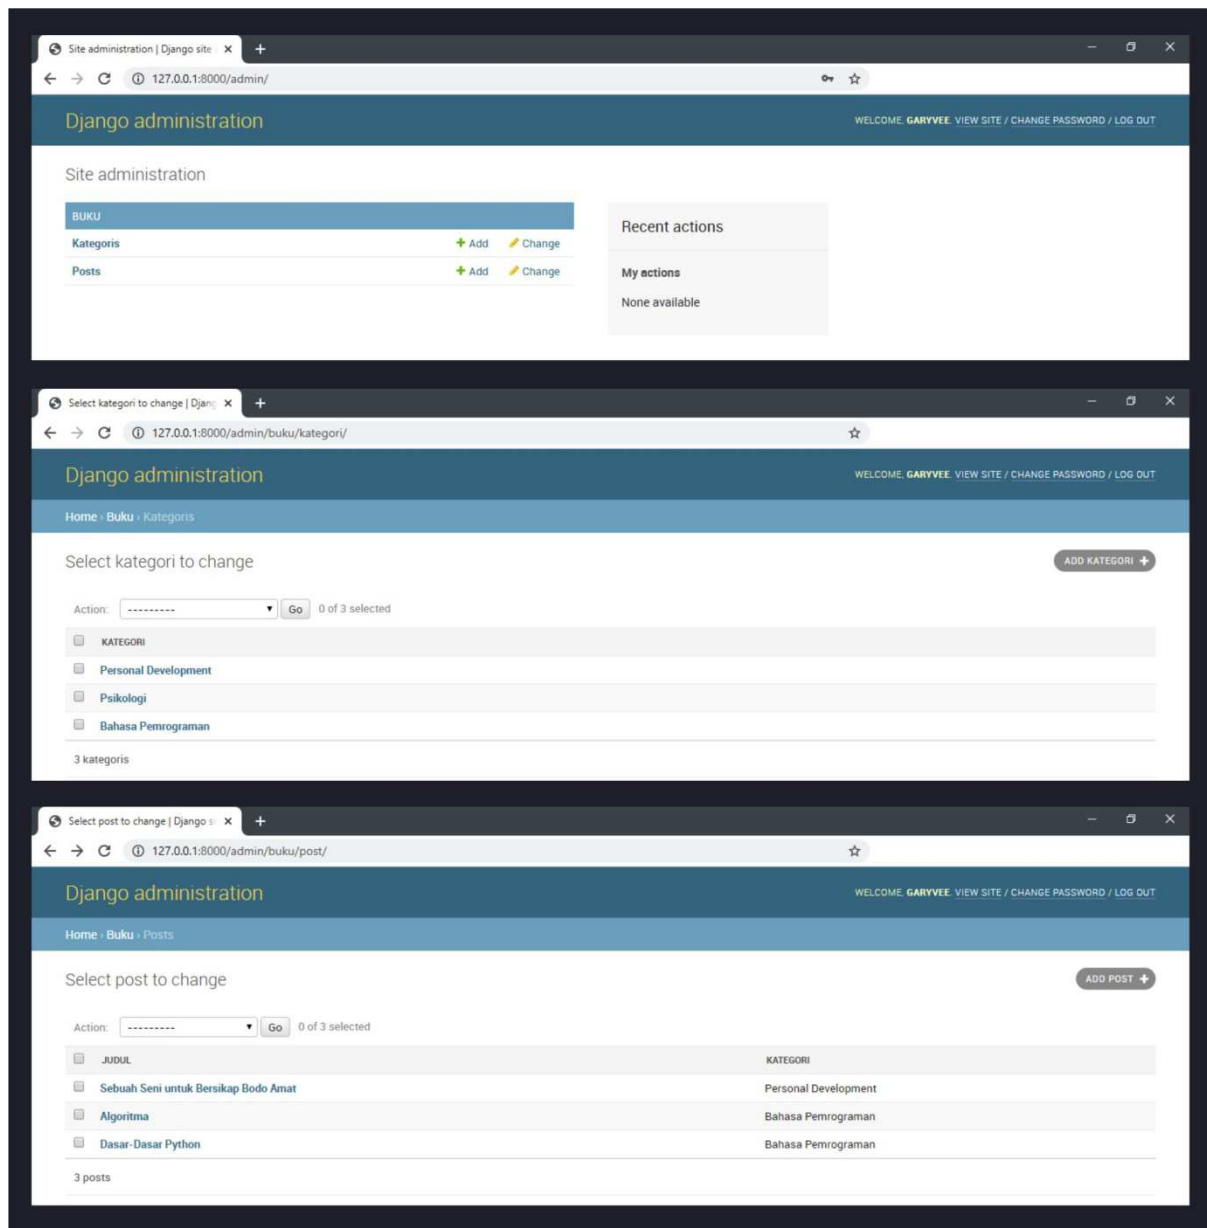 Site administration | Django site
127.0.0.1:8000/admin/
Django administration
WELCOME, GARYVEE. VIEW SITE / CHANGE PASSWORD / LOG OUT
Site administration
BUKU
Kategoris + Add Change
Posts + Add Change
Recent actions
My actions
None available
Select kategori to change | Djang
127.0.0.1:8000/admin/buku/kategori/
Django administration
WELCOME, GARYVEE. VIEW SITE / CHANGE PASSWORD / LOG OUT
Home › Buku › Kategoris
Select kategori to change
ADD KATEGORI +
Action: --------- Go 0 of 3 selected
KATEGORI
Personal Development
Psikologi
Bahasa Pemrograman
3 kategoris
Select post to change | Django s
127.0.0.1:8000/admin/buku/post/
Django administration
WELCOME, GARYVEE. VIEW SITE / CHANGE PASSWORD / LOG OUT
Home › Buku › Posts
Select post to change
ADD POST +
Action: --------- Go 0 of 3 selected
JUDUL KATEGORI
Sebuah Seni untuk Bersikap Bodo Amat Personal Development
Algoritma Bahasa Pemrograman
Dasar-Dasar Python Bahasa Pemrograman
3 posts